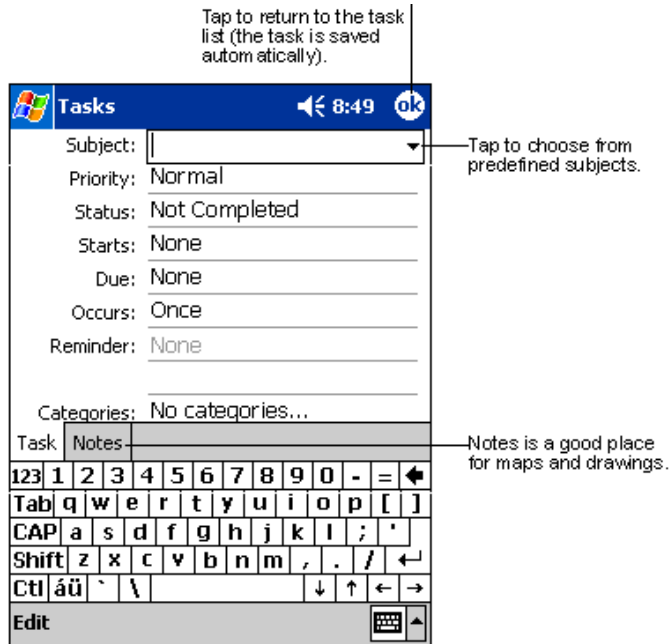 Tap to return to the task
list (the task is saved
automatically).
Tasks 8:49 ok
Subject:
Tap to choose from
predefined subjects.
Priority: Normal
Status: Not Completed
Starts: None
Due: None
Occurs: Once
Reminder: None
Categories: No categories...
Task Notes
Notes is a good place
for maps and drawings.
123 1 2 3 4 5 6 7 8 9 0 - = 🡄
Tab q w e r t y u i o p [ ]
CAP a s d f g h j k l ; '
Shift z x c v b n m , . / ↵
Ctl áü ` \ ↓ ↑ ← →
Edit